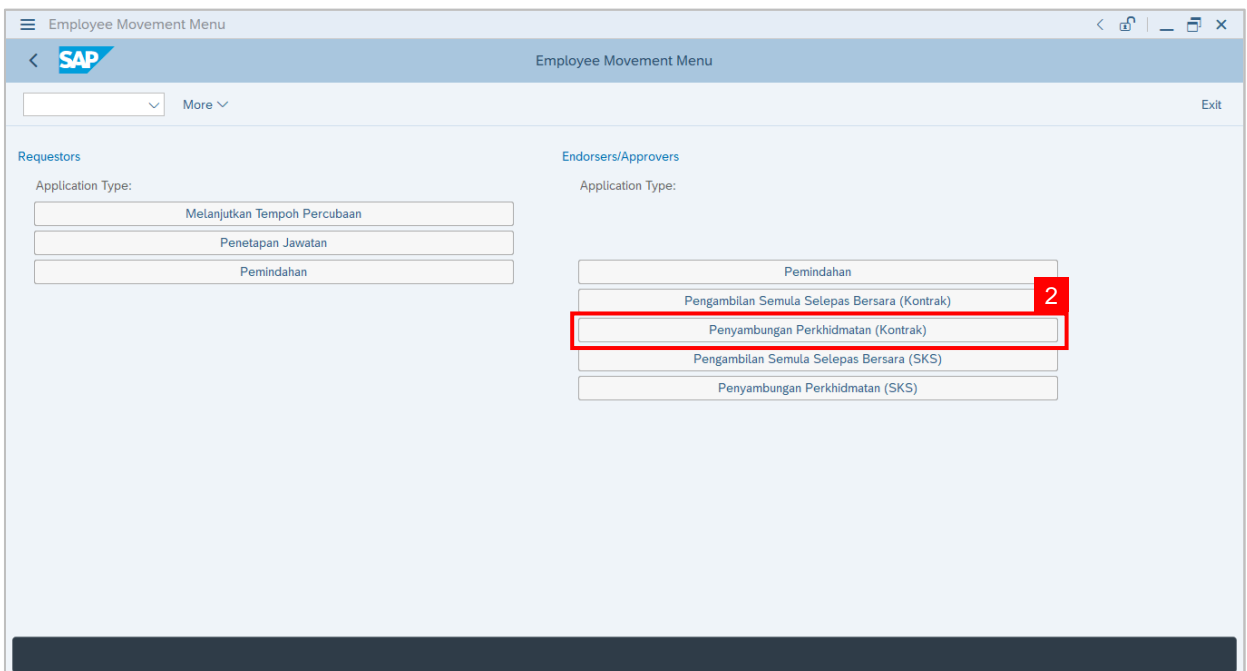 Employee Movement Menu
SAP
Employee Movement Menu
More
Exit
Requestors
Application Type:
Melanjutkan Tempoh Percubaan
Penetapan Jawatan
Pemindahan
Endorsers/Approvers
Application Type:
Pemindahan
Pengambilan Semula Selepas Bersara (Kontrak)
2
Penyambungan Perkhidmatan (Kontrak)
Pengambilan Semula Selepas Bersara (SKS)
Penyambungan Perkhidmatan (SKS)